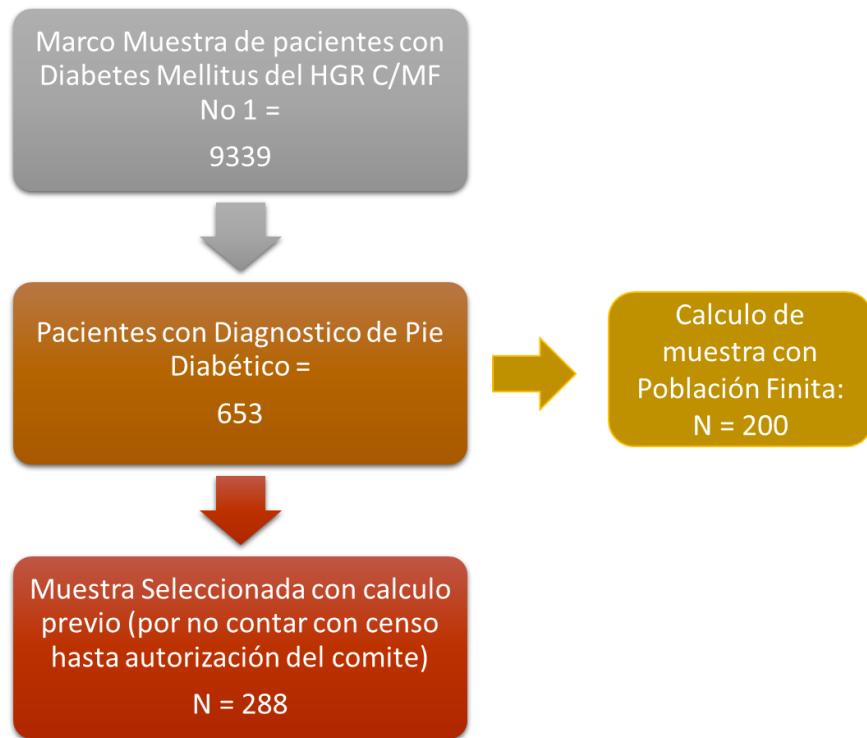 Marco Muestra de pacientes con
Diabetes Mellitus del HGR C/MF
No 1 =
9339
Pacientes con Diagnostico de Pie
Diabético =
653
Calculo de
muestra con
Población Finita:
N = 200
Muestra Seleccionada con calculo
previo (por no contar con censo
hasta autorización del comite)
N = 288